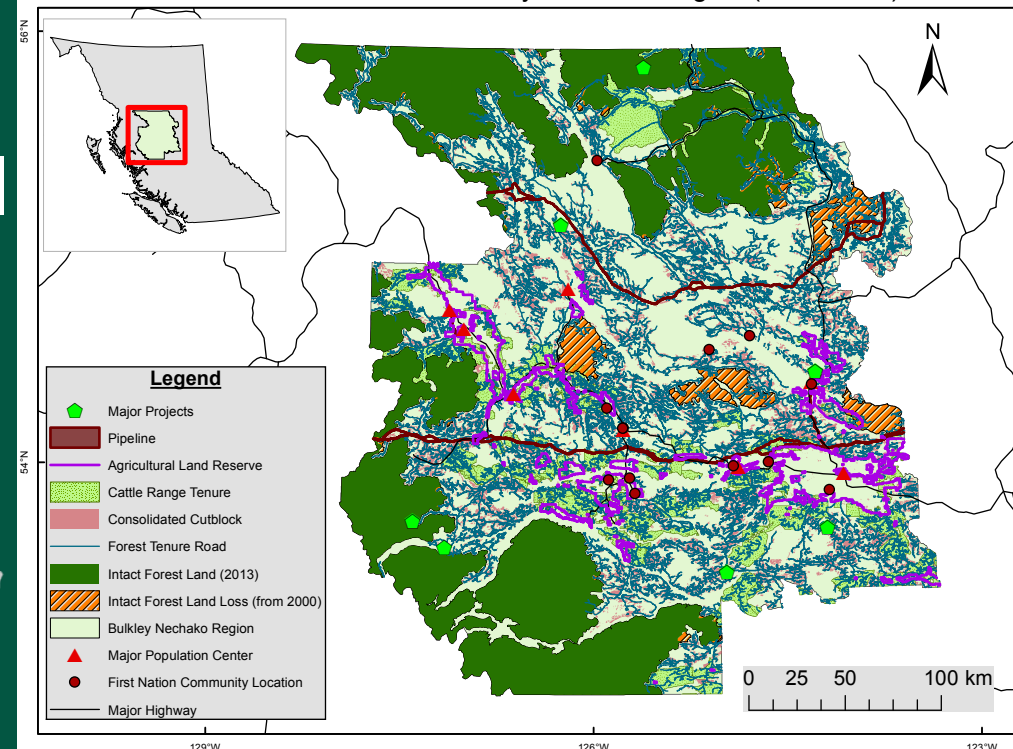 56°N
N
Legend
Major Projects
Pipeline
Agricultural Land Reserve
54°N
Cattle Range Tenure
Consolidated Cutblock
Forest Tenure Road
Intact Forest Land (2013)
Intact Forest Land Loss (from 2000)
Bulkley Nechako Region
Major Population Center
First Nation Community Location
Major Highway
0 25 50 100 km
129°W 126°W 123°W